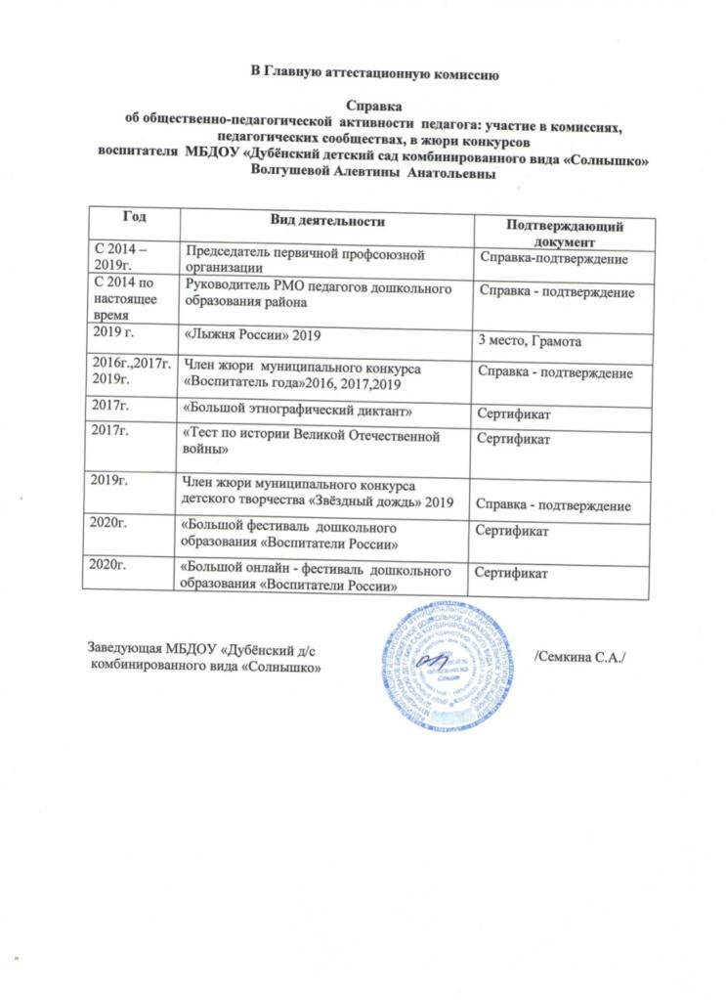 В Главную аттестационную комиссию
Справка
об общественно-педагогической активности педагога: участие в комиссиях,
педагогических сообществах, в жюри конкурсов
воспитателя МБДОУ «Дубёнский детский сад комбинированного вида «Солнышко»
Волгушевой Алевтины Анатольевны
Год Вид деятельности Подтверждающий
документ
С 2014 – Председатель первичной профсоюзной Справка-подтверждение
2019г. организации
С 2014 по Руководитель РМО педагогов дошкольного Справка - подтверждение
настоящее образования района
время
2019 г. «Лыжня России» 2019 3 место, Грамота
2016г.,2017г. Член жюри муниципального конкурса Справка - подтверждение
2019г. «Воспитатель года»2016, 2017,2019
2017г. «Большой этнографический диктант» Сертификат
2017г. «Тест по истории Великой Отечественной Сертификат
войны»
2019г. Член жюри муниципального конкурса
детского творчества «Звёздный дождь» 2019 Справка - подтверждение
2020г. «Большой фестиваль дошкольного Сертификат
образования «Воспитатели России»
2020г. «Большой онлайн - фестиваль дошкольного Сертификат
образования «Воспитатели России»
Заведующая МБДОУ «Дубёнский д/с /Семкина С.А./
комбинированного вида «Солнышко»